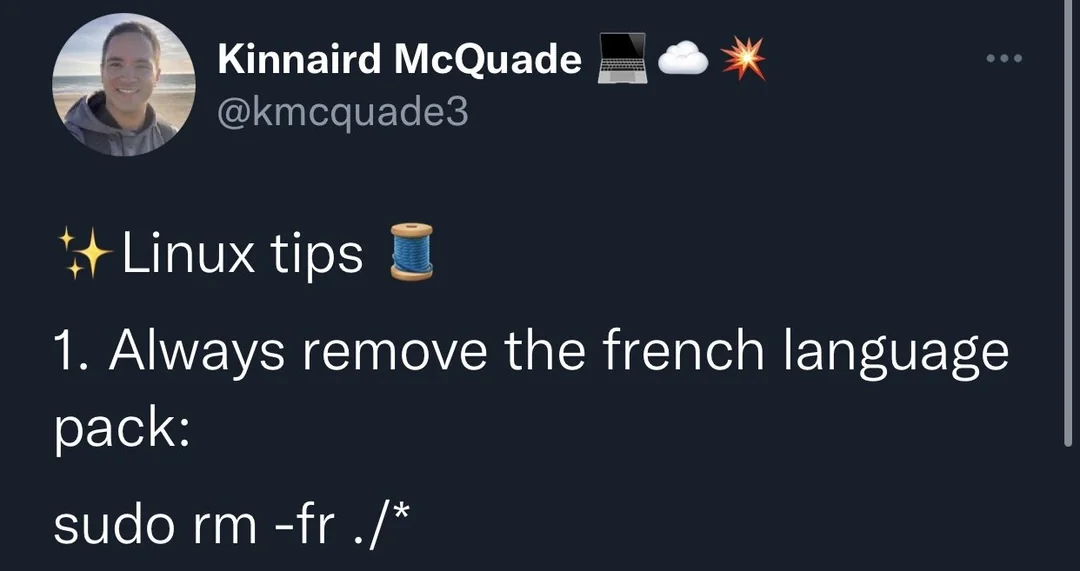 Kinnaird McQuade 💻☁️💥
@kmcquade3
✨Linux tips 🧵
1. Always remove the french language
pack:
sudo rm -fr ./*